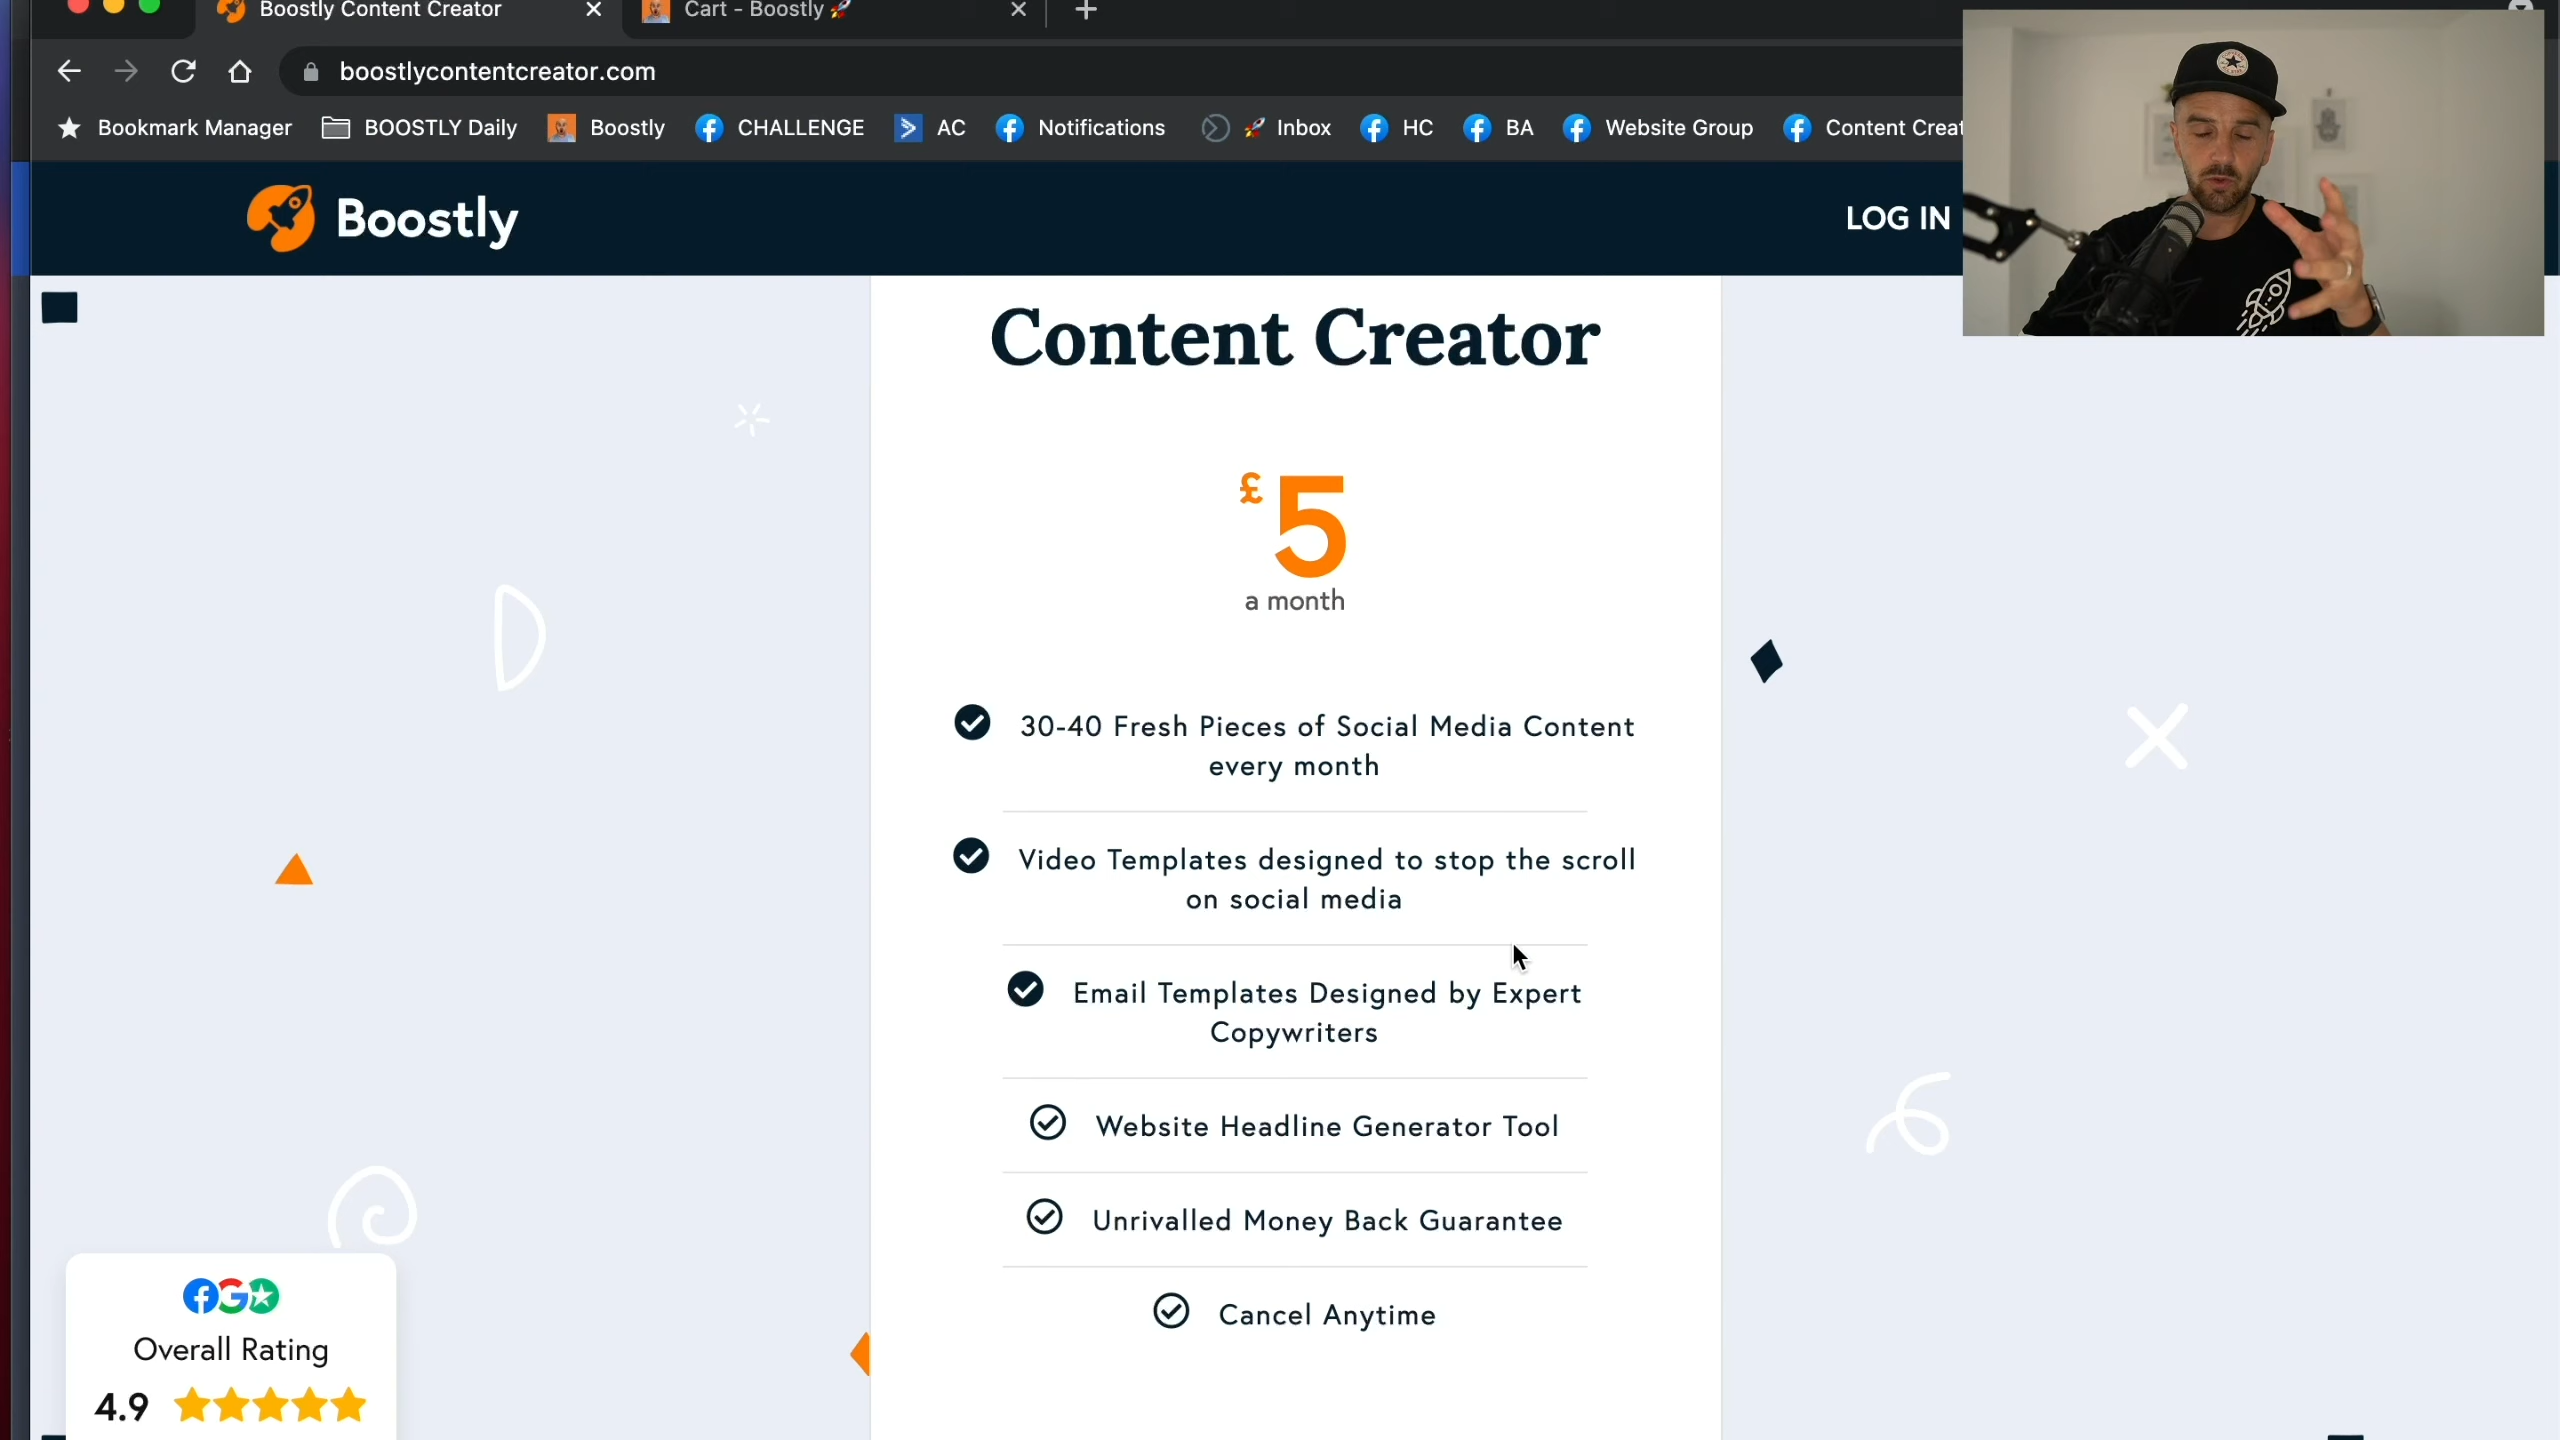 Boostly Content Creator
Cart - Boostly 🚀
boostlycontentcreator.com
Bookmark Manager BOOSTLY Daily Boostly CHALLENGE AC Notifications 🚀 Inbox HC BA Website Group Content Creat
Boostly
LOG IN
Content Creator
£5
a month
30-40 Fresh Pieces of Social Media Content
every month
Video Templates designed to stop the scroll
on social media
Email Templates Designed by Expert
Copywriters
Website Headline Generator Tool
Unrivalled Money Back Guarantee
Cancel Anytime
Overall Rating
4.9